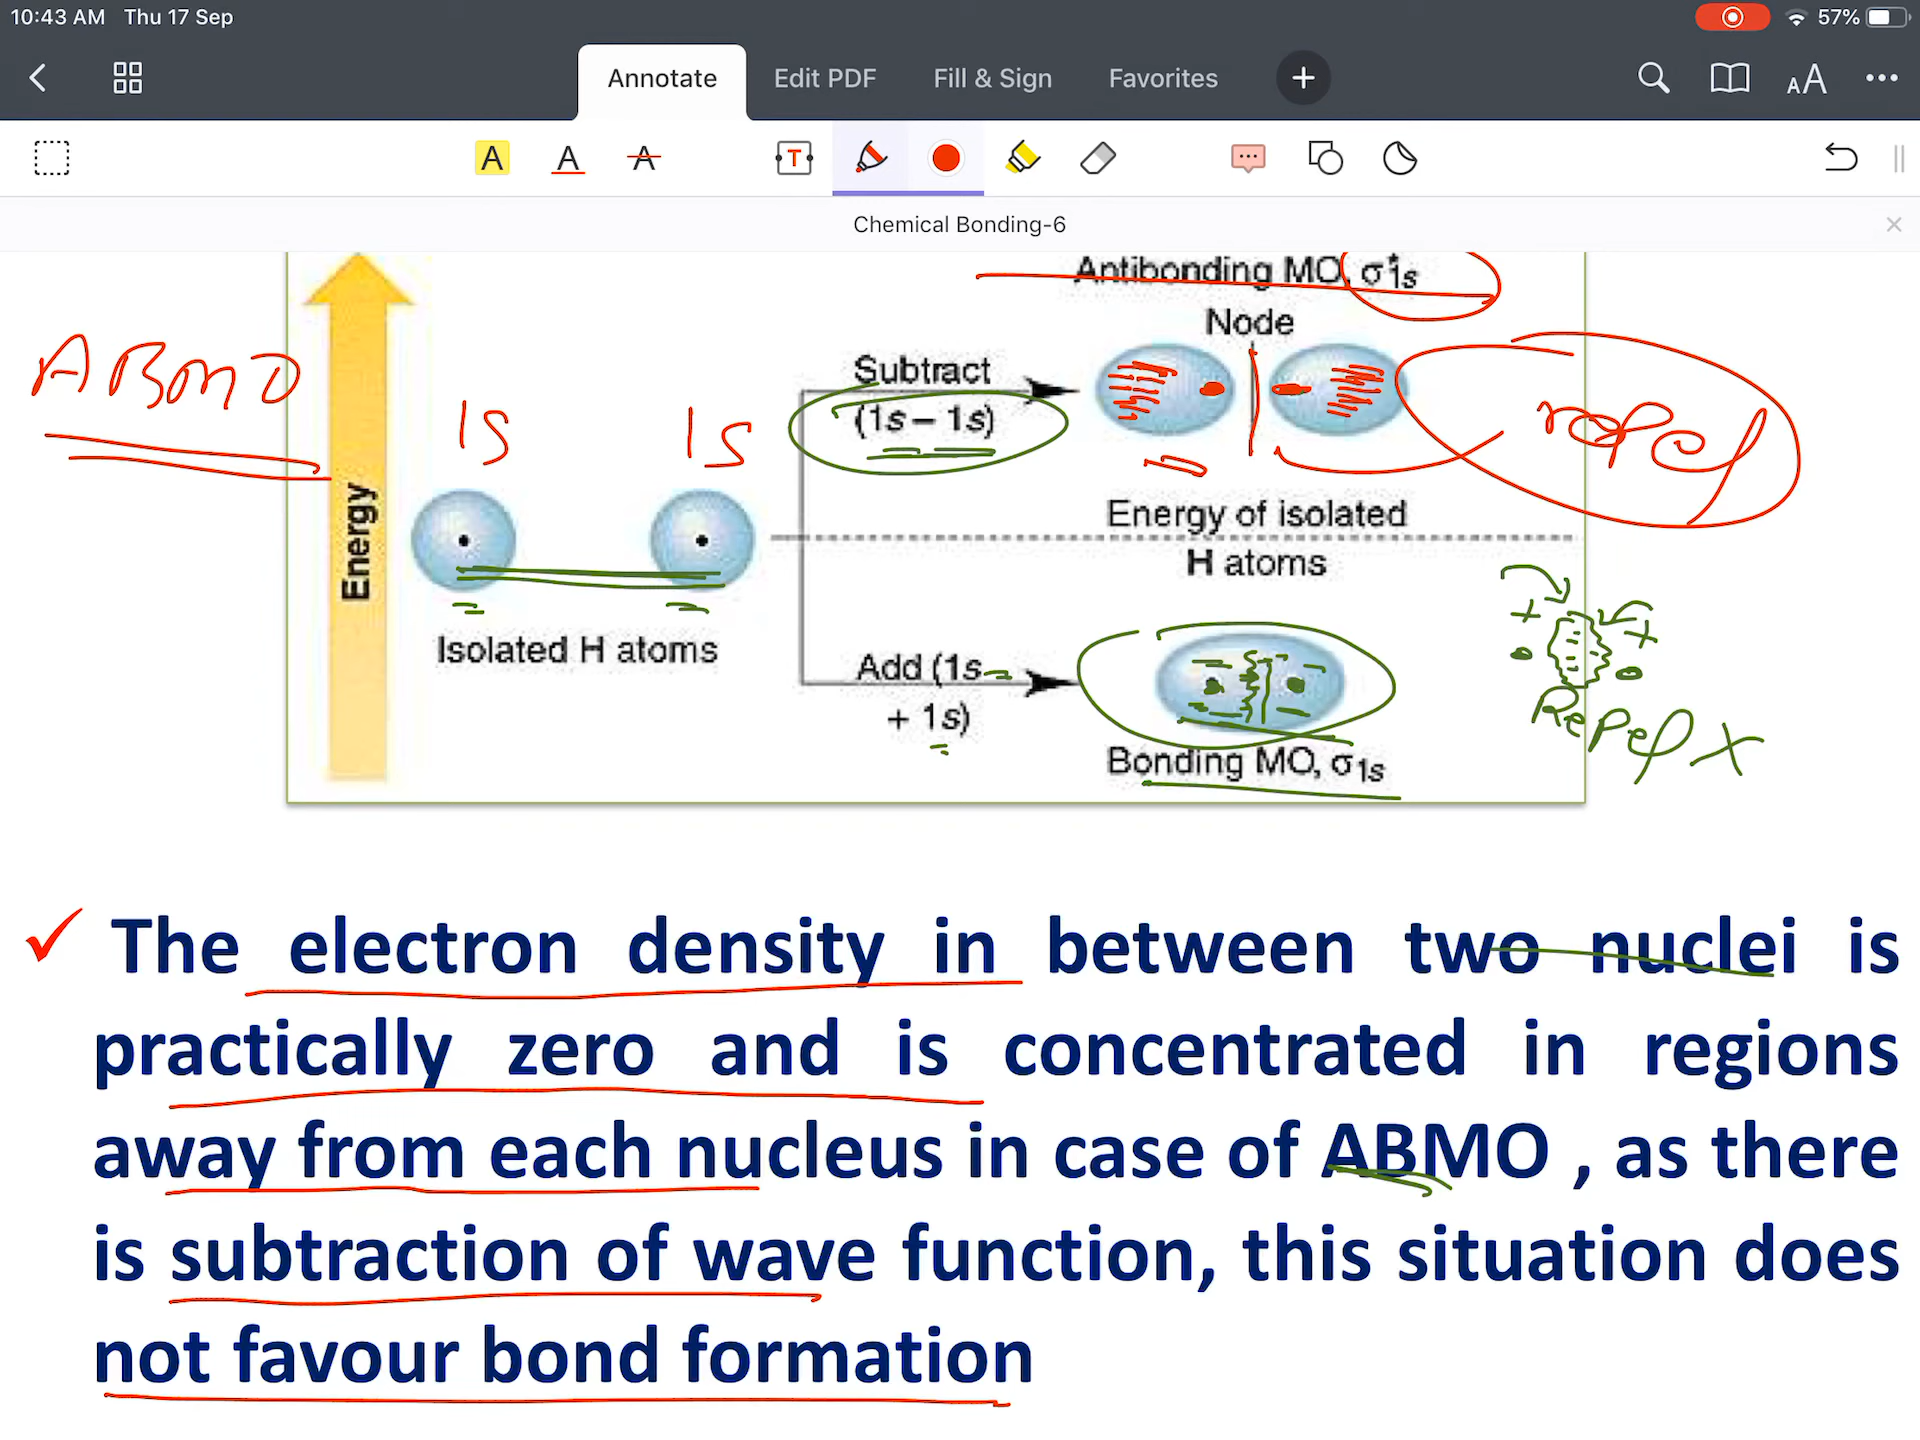 10:43 AM Thu 17 Sep
57%
Annotate Edit PDF Fill & Sign Favorites
AA
A A A T
Chemical Bonding-6
Antibonding MO, σ*1s
Node
ABMO
Subtract
(1s – 1s)
1s 1s
repel
Energy
Energy of isolated
H atoms
Isolated H atoms
Add (1s
+ 1s)
Repel x
Bonding MO, σ1s
✓ The electron density in between two nuclei is
practically zero and is concentrated in regions
away from each nucleus in case of ABMO , as there
is subtraction of wave function, this situation does
not favour bond formation